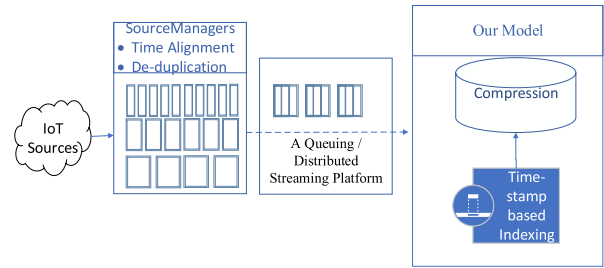 IoT
Sources
SourceManagers
• Time Alignment
• De-duplication
A Queuing /
Distributed
Streaming Platform
Our Model
Compression
Time-
stamp
based
Indexing